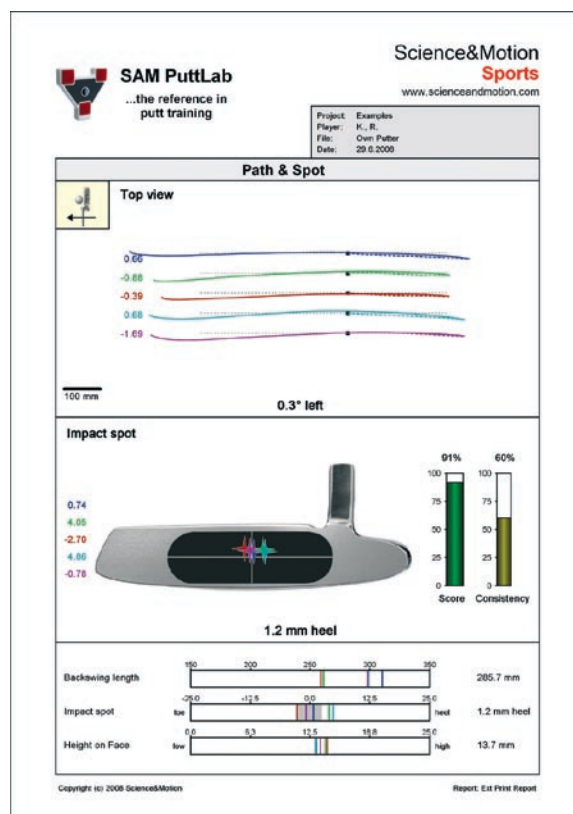 SAM PuttLab
...the reference in
putt training
Science&Motion
Sports
www.scienceandmotion.com
Project: Examples
Player: K., R.
File: Own Putter
Date: 29.6.2008
Path & Spot
Top view
0.66
-0.88
-0.39
0.68
-1.69
100 mm
0.3° left
Impact spot
91% 60%
100 100
75 75
50 50
25 25
0 0
Score Consistency
0.74
4.05
-2.70
4.86
-0.78
1.2 mm heel
150 200 250 300 350
Backswing length 285.7 mm
-25.0 -12.5 0.0 12.5 25.0
Impact spot toe heel 1.2 mm heel
0.0 6.3 12.5 18.8 25.0
Height on Face low high 13.7 mm
Copyright (c) 2008 Science&Motion Report: Ext Print Report